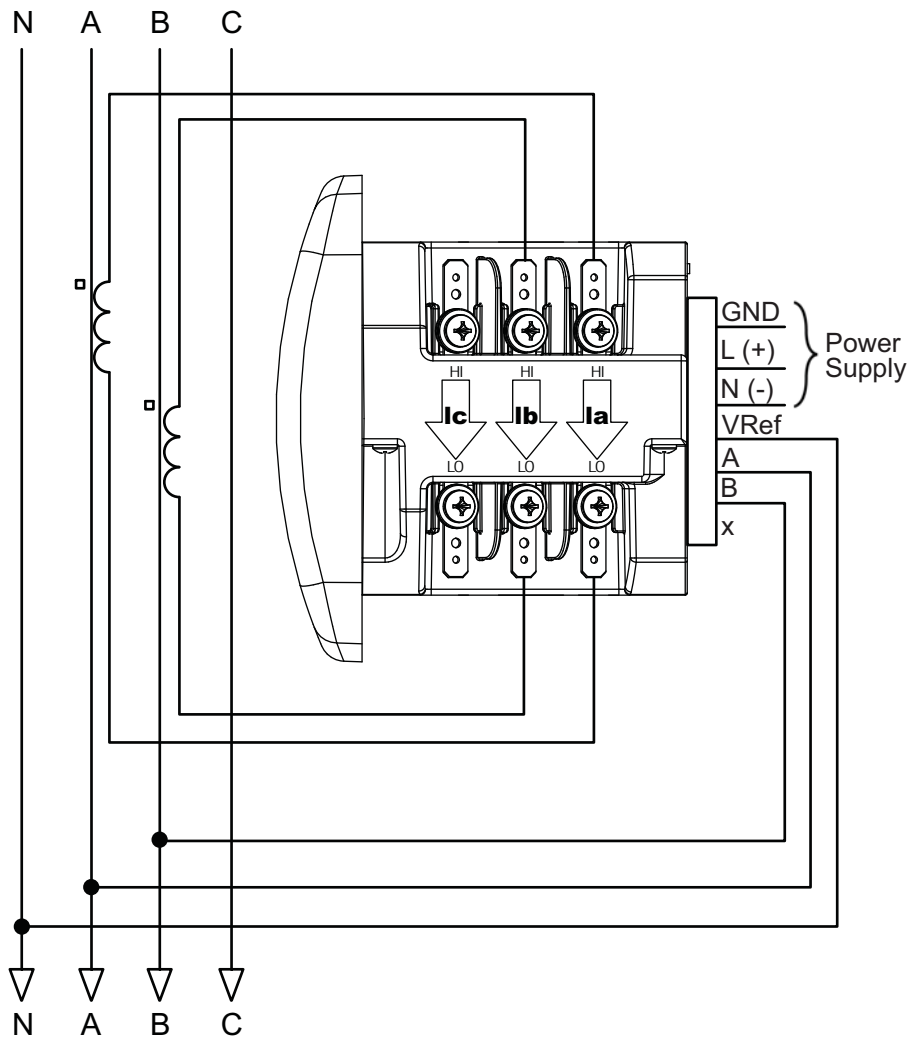 N A B C
GND
L (+)
N (-)
Power
Supply
HI HI HI
Ic Ib Ia
LO LO LO
VRef
A
B
x
N A B C